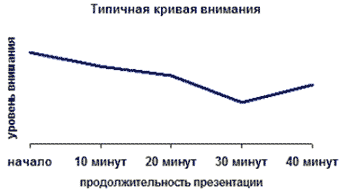 Типичная кривая внимания
уровень внимания
начало 10 минут 20 минут 30 минут 40 минут
продолжительность презентации